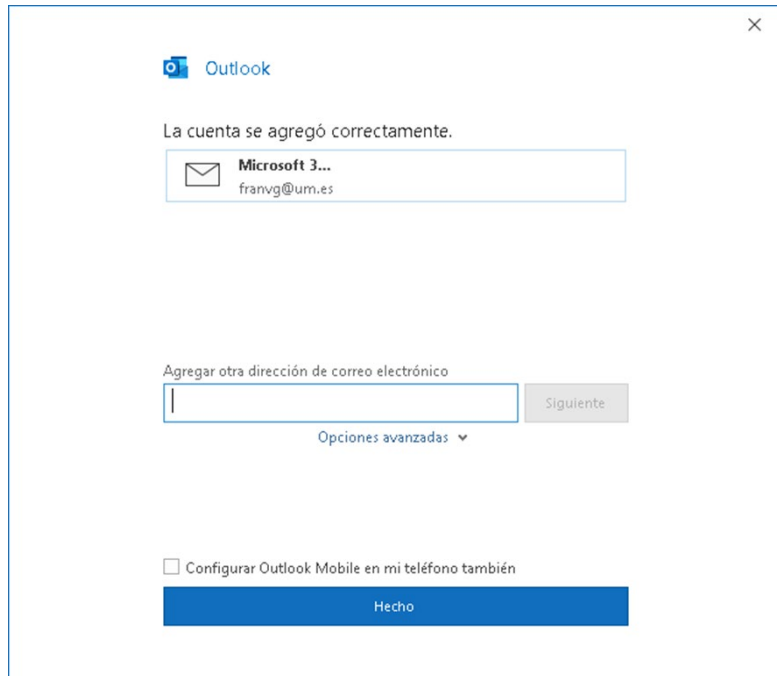 Outlook
La cuenta se agregó correctamente.
Microsoft 3...
franvg@um.es
Agregar otra dirección de correo electrónico
Siguiente
Opciones avanzadas
Configurar Outlook Mobile en mi teléfono también
Hecho